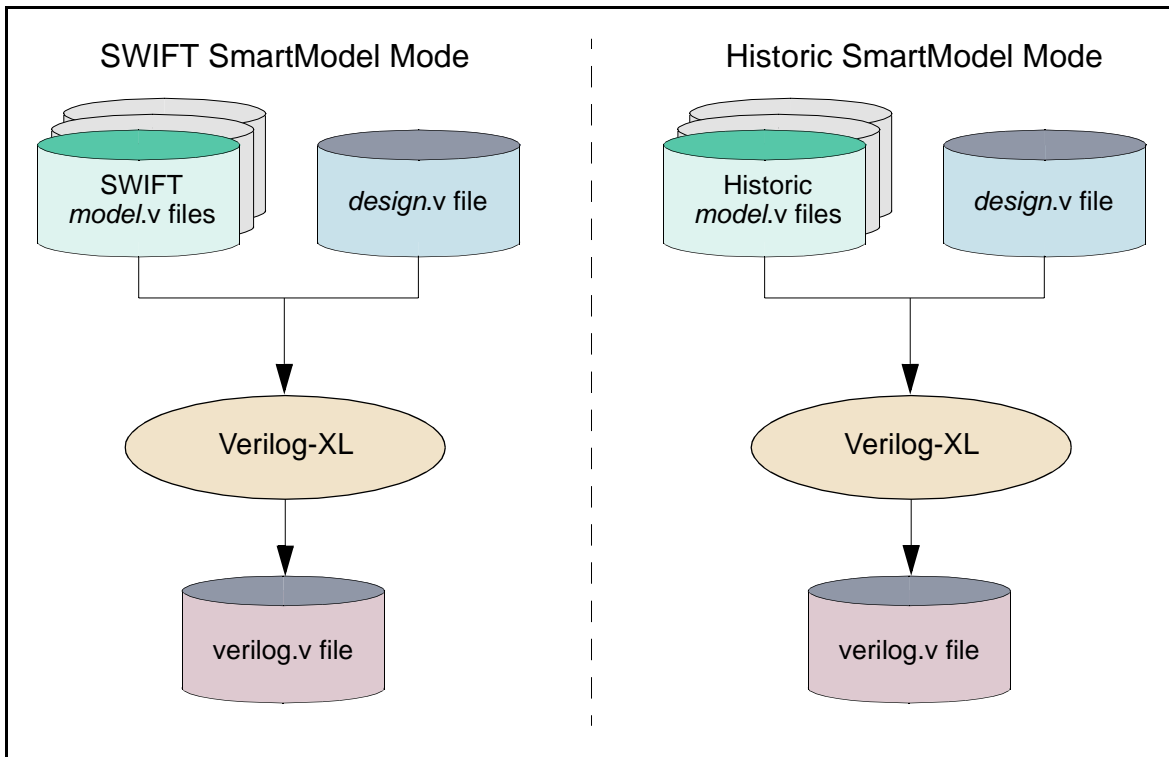 SWIFT SmartModel Mode
SWIFT
model.v files
design.v file
Verilog-XL
verilog.v file
Historic SmartModel Mode
Historic
model.v files
design.v file
Verilog-XL
verilog.v file